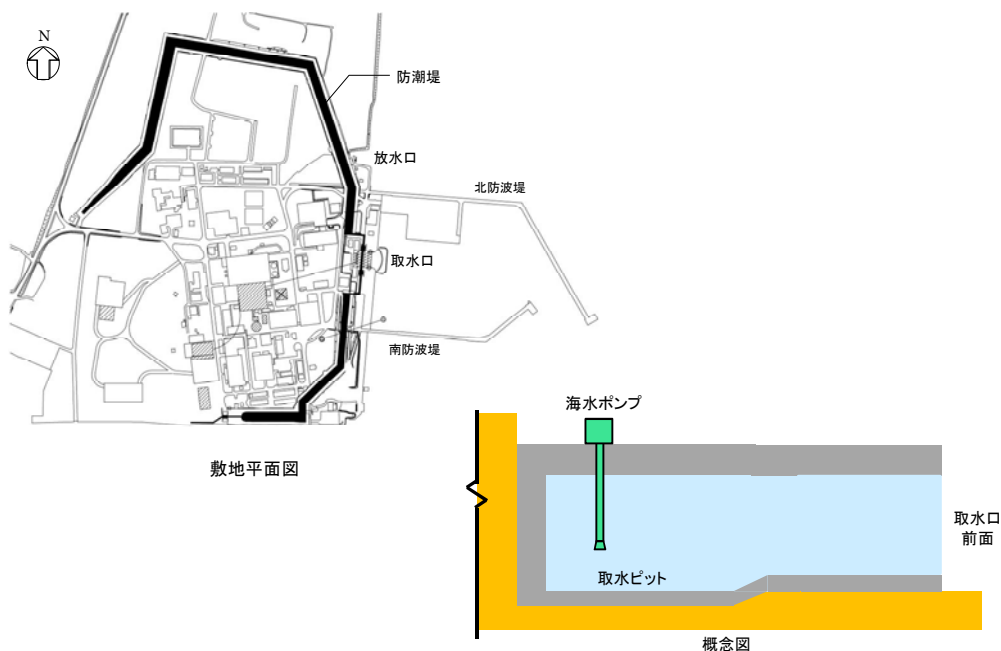 N
防潮堤
放水口
北防波堤
取水口
南防波堤
敷地平面図
海水ポンプ
取水口
前面
取水ピット
概念図